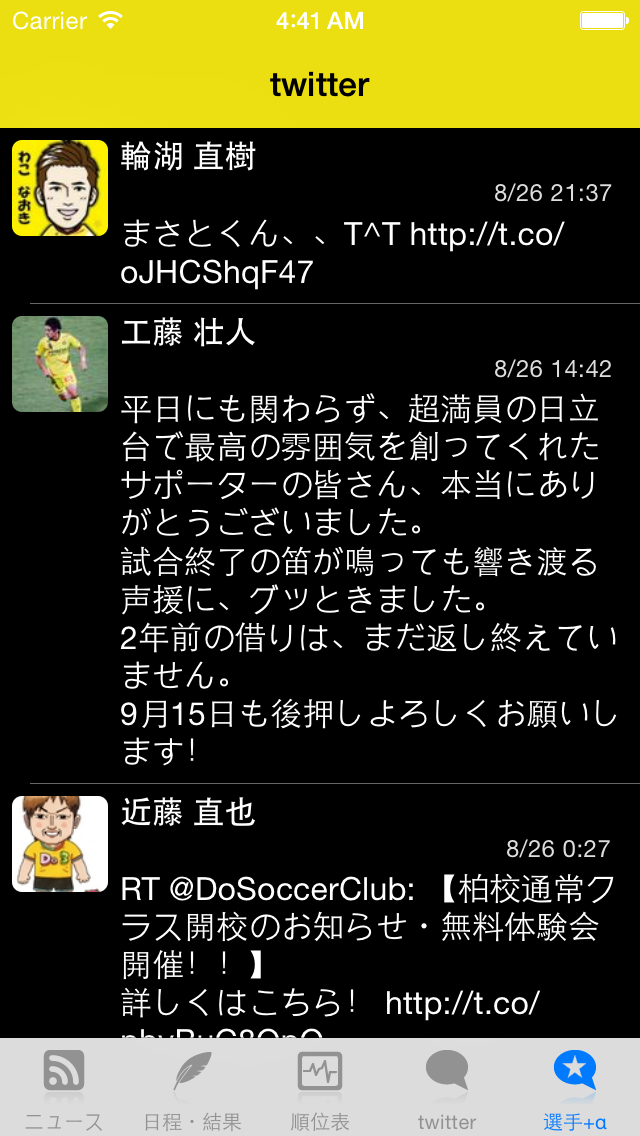 Carrier 4:41 AM
twitter
わこ なおき
輪湖 直樹
8/26 21:37
まさとくん、、T^T http://t.co/
oJHCShqF47
工藤 壮人
8/26 14:42
平日にも関わらず、超満員の日立
台で最高の雰囲気を創ってくれた
サポーターの皆さん、本当にあり
がとうございました。
試合終了の笛が鳴っても響き渡る
声援に、グッときました。
2年前の借りは、まだ返し終えてい
ません。
9月15日も後押しよろしくお願いし
ます!
近藤 直也
8/26 0:27
Do3
RT @DoSoccerClub: 【柏校通常ク
ラス開校のお知らせ・無料体験会
開催！！】
詳しくはこちら！ http://t.co/
ニュース 日程・結果 順位表 twitter 選手+α